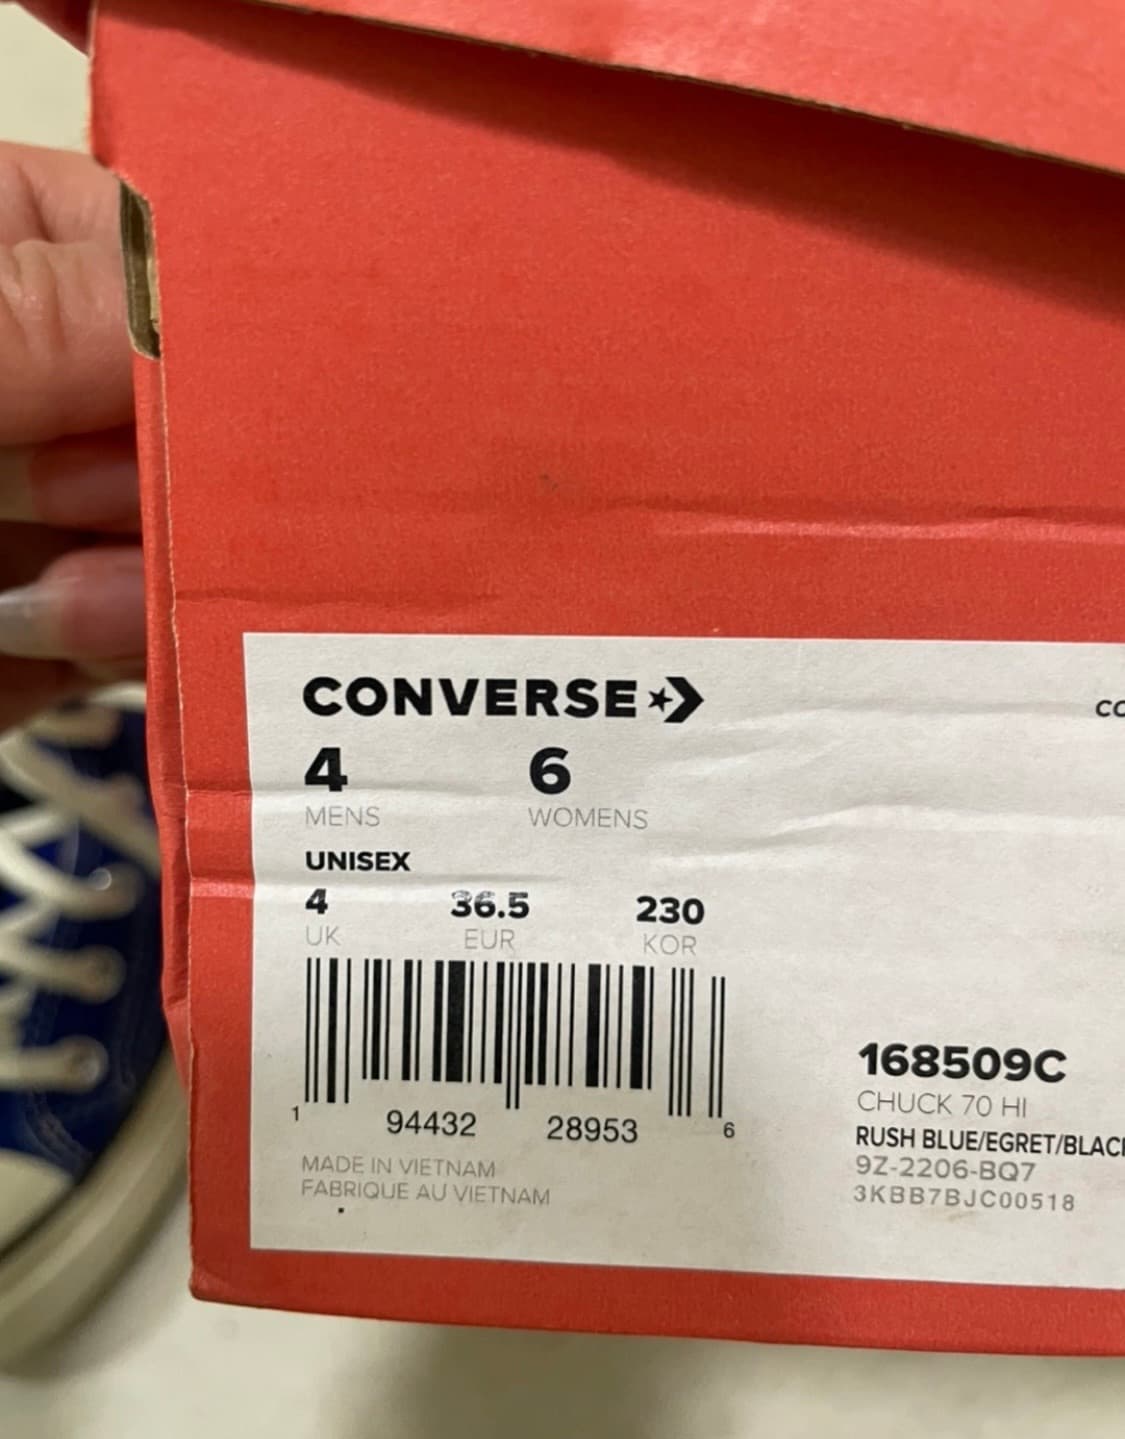 CONVERSE
4 6
MENS WOMENS
UNISEX
4 36.5 230
UK EUR KOR
1 94432 28953 6
MADE IN VIETNAM
FABRIQUE AU VIETNAM
168509C
CHUCK 70 HI
RUSH BLUE/EGRET/BLAC
9Z-2206-BQ7
3KBB7BJC00518